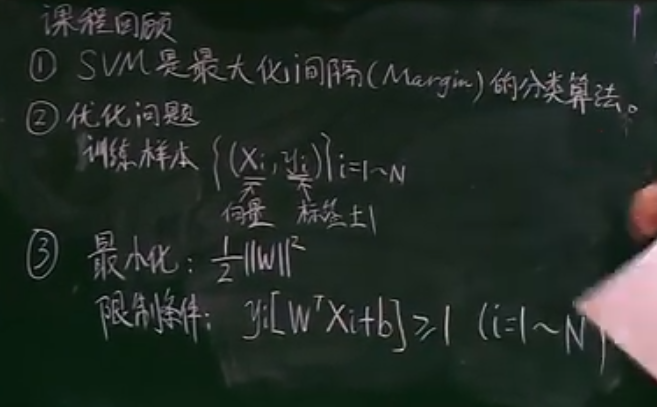 课程回顾
① SVM是最大化间隔(Margin)的分类算法。
② 优化问题
训练样本 {(Xi, yi)}i=1~N
向量 标签±1
③ 最小化: 1/2||W||²
限制条件: yi[WᵀXi+b]≥1 (i=1~N)